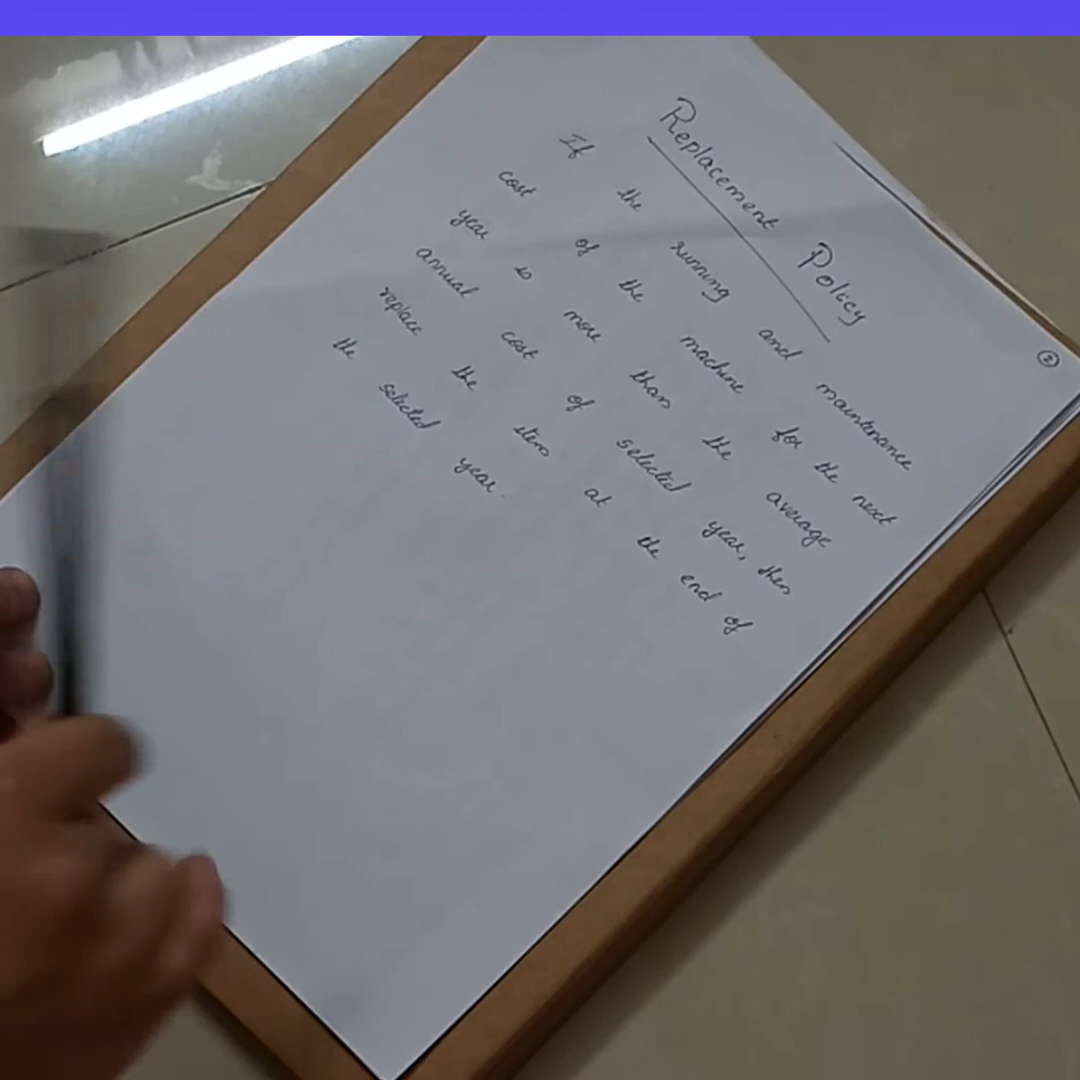 ②
Replacement Policy
If the running and maintenance
cost of the machine for the next
year is more than the average
annual cost of selected year, then
replace the item at the end of
the selected year.